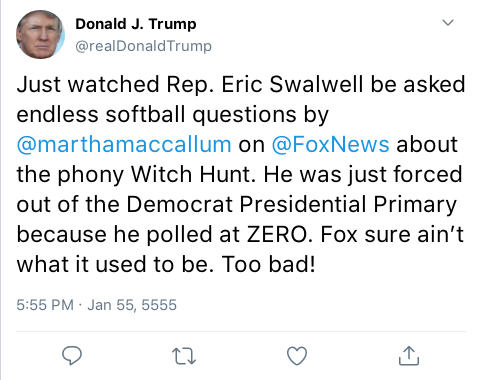 Donald J. Trump
@realDonaldTrump
Just watched Rep. Eric Swalwell be asked
endless softball questions by
@marthamaccallum on @FoxNews about
the phony Witch Hunt. He was just forced
out of the Democrat Presidential Primary
because he polled at ZERO. Fox sure ain't
what it used to be. Too bad!
5:55 PM · Jan 55, 5555